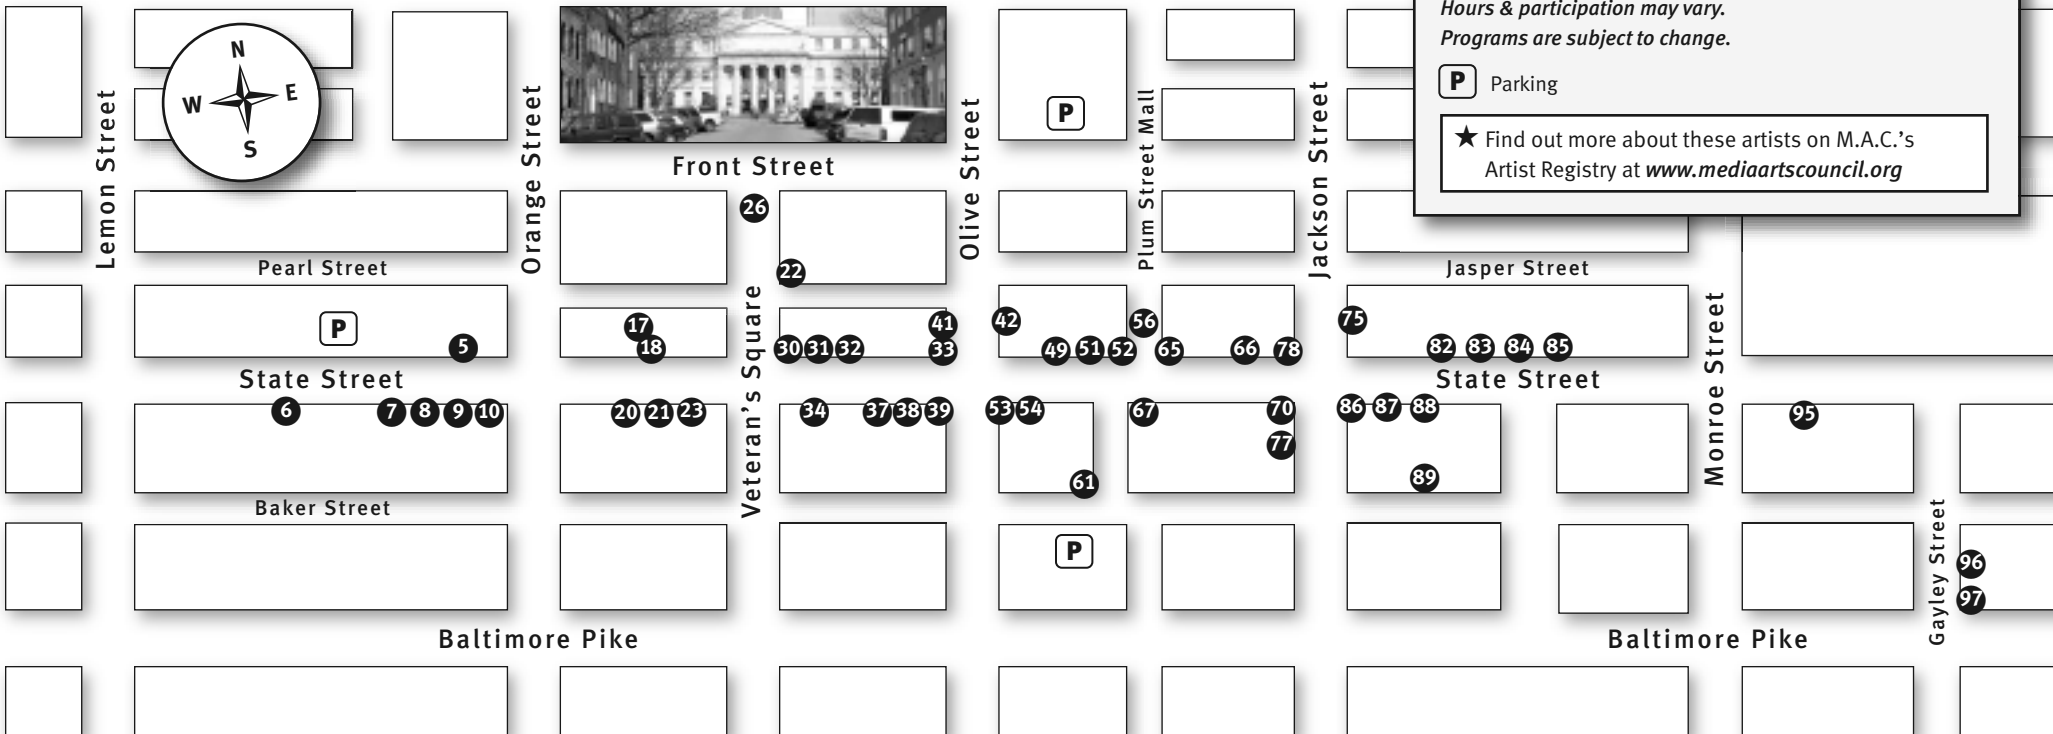 Hours & participation may vary.
Programs are subject to change.
P Parking
★ Find out more about these artists on M.A.C.'s
Artist Registry at www.mediaartscouncil.org
N
W E
S
P
Lemon Street
Orange Street
Front Street
Olive Street
Plum Street Mall
Jackson Street
26
Pearl Street
22
Jasper Street
P
5
17
18
Veteran's Square
30 31 32
41
33
42
49 51 52
56
65 66 78
75
82 83 84 85
Monroe Street
State Street
State Street
6 7 8 9 10
20 21 23
34 37 38 39
53 54
61
67
70
77
86 87 88
89
95
Baker Street
P
Gayley Street
96
97
Baltimore Pike
Baltimore Pike